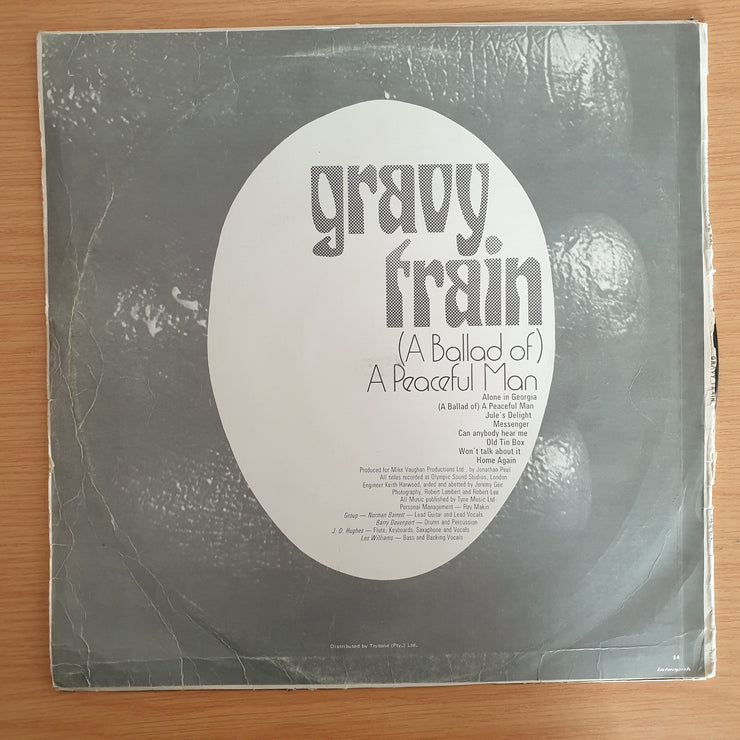 gravy
train
(A Ballad of)
A Peaceful Man
Alone in Georgia
(A Ballad of) A Peaceful Man
Jule's Delight
Messenger
Can anybody hear me
Old Tin Box
Won't talk about it
Home Again
Produced for Mike Vaughan Productions Ltd., by Jonathan Peel
All titles recorded at Olympic Sound Studios, London
Engineer Keith Harwood, aided and abetted by Jeremy Gee
Photography, Robert Lambert and Robert Lee
All Music published by Tyne Music Ltd
Personal Management — Roy Makin
Group — Norman Barrett — Lead Guitar and Lead Vocals
Barry Davenport — Drums and Percussion
J. D. Hughes — Flute, Keyboards, Saxophone and Vocals
Les Williams — Bass and Backing Vocals
Distributed by Trutone (Pty.) Ltd.
GRAVY TRAIN